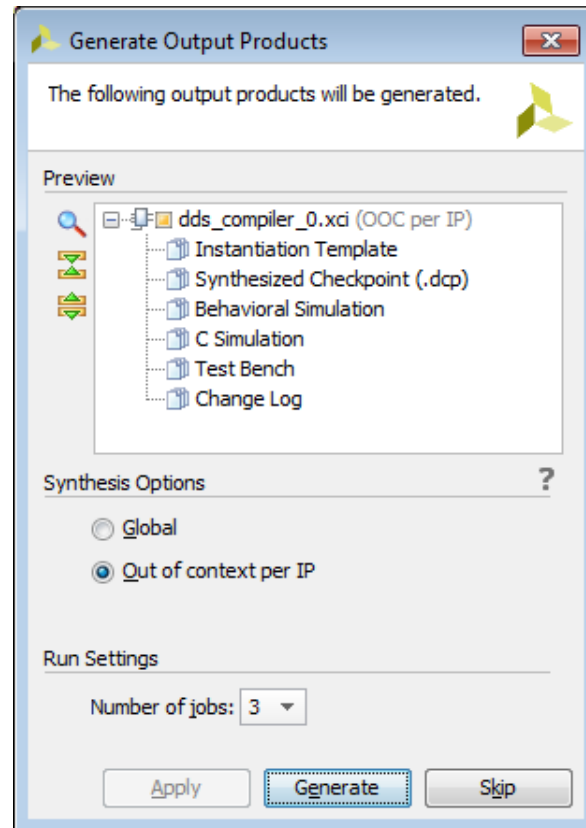 Generate Output Products
The following output products will be generated.
Preview
dds_compiler_0.xci (OOC per IP)
Instantiation Template
Synthesized Checkpoint (.dcp)
Behavioral Simulation
C Simulation
Test Bench
Change Log
Synthesis Options ?
Global
Out of context per IP
Run Settings
Number of jobs: 3
Apply Generate Skip